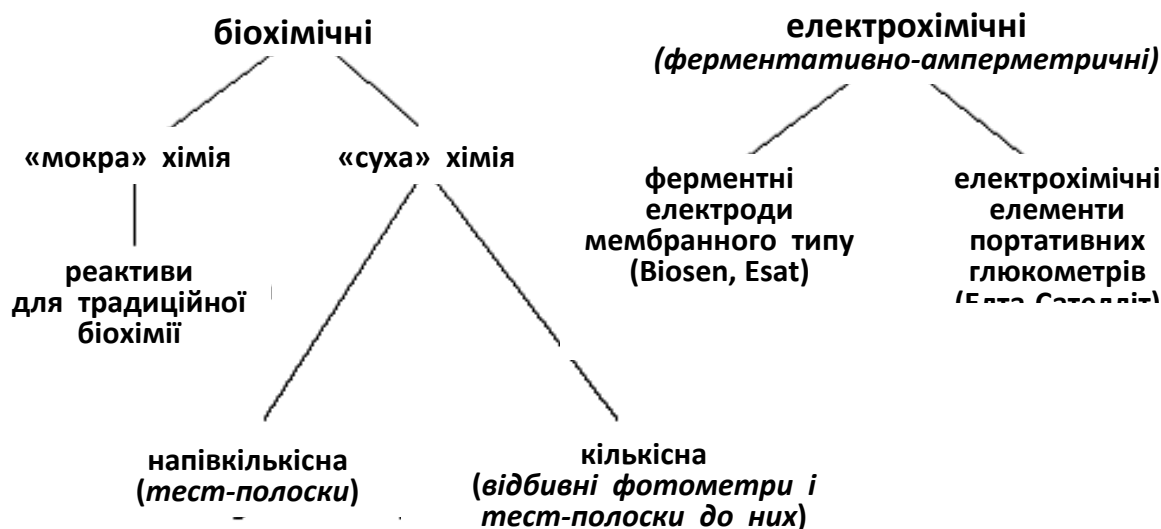 біохімічні
електрохімічні
(ферментативно-амперметричні)
«мокра» хімія
«суха» хімія
ферментні
електроди
мембранного типу
(Biosen, Esat)
електрохімічні
елементи
портативних
глюкометрів
реактиви
для традиційної
біохімії
напівкількісна
(тест-полоски)
кількісна
(відбивні фотометри і
тест-полоски до них)